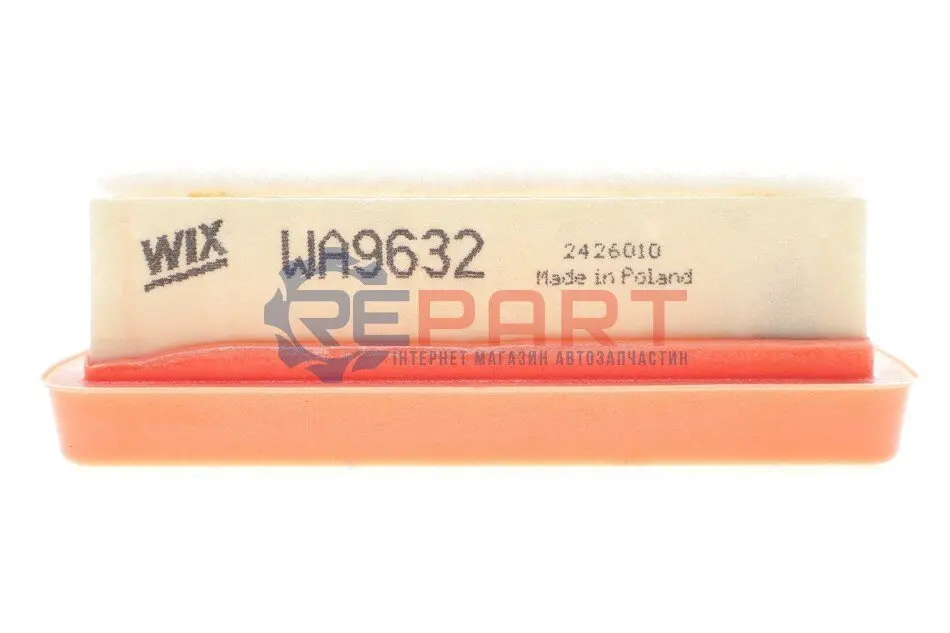 WIX WA9632 2426010
Made in Poland
REPART
ІНТЕРНЕТ МАГАЗИН АВТОЗАПЧАСТИН